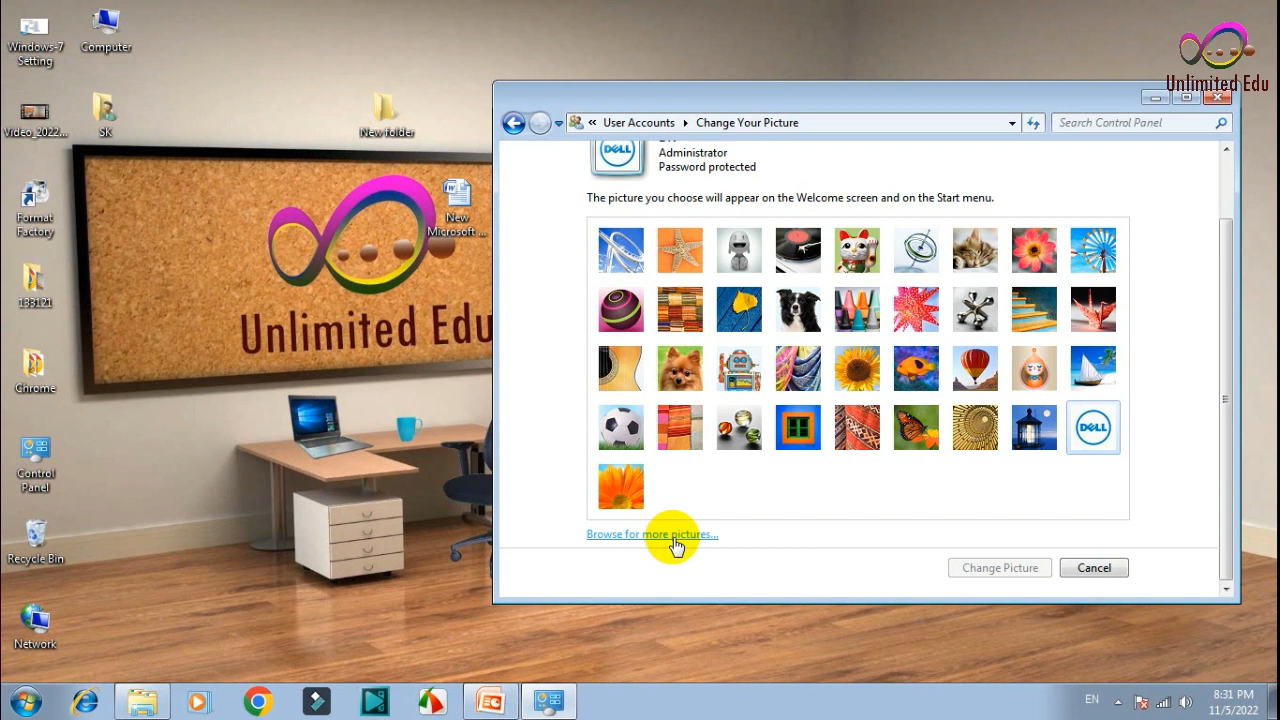 Windows-7
Setting
Computer
Video_2022...
SK
New folder
Format
Factory
New
Microsoft ...
133121
Chrome
Control
Panel
Recycle Bin
Network
Unlimited Edu
Unlimited Edu
User Accounts
Change Your Picture
Search Control Panel
DELL
Administrator
Password protected
The picture you choose will appear on the Welcome screen and on the Start menu.
DELL
Browse for more pictures...
Change Picture
Cancel
EN
8:31 PM
11/5/2022